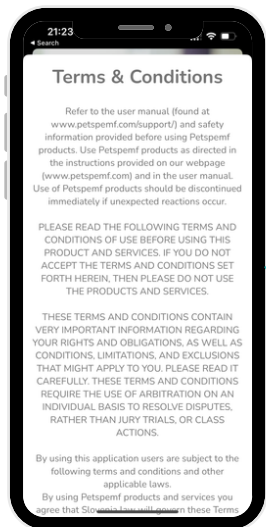 21:23
Search
Terms & Conditions
Refer to the user manual (found at
www.petspemf.com/support/) and safety
information provided before using Petspemf
products. Use Petspemf products as directed in
the instructions provided on our webpage
(www.petspemf.com) and in the user manual.
Use of Petspemf products should be discontinued
immediately if unexpected reactions occur.
PLEASE READ THE FOLLOWING TERMS AND
CONDITIONS OF USE BEFORE USING THIS
PRODUCT AND SERVICES. IF YOU DO NOT
ACCEPT THE TERMS AND CONDITIONS SET
FORTH HEREIN, THEN PLEASE DO NOT USE
THE PRODUCTS AND SERVICES.
THESE TERMS AND CONDITIONS CONTAIN
VERY IMPORTANT INFORMATION REGARDING
YOUR RIGHTS AND OBLIGATIONS, AS WELL AS
CONDITIONS, LIMITATIONS, AND EXCLUSIONS
THAT MIGHT APPLY TO YOU. PLEASE READ IT
CAREFULLY. THESE TERMS AND CONDITIONS
REQUIRE THE USE OF ARBITRATION ON AN
INDIVIDUAL BASIS TO RESOLVE DISPUTES,
RATHER THAN JURY TRIALS, OR CLASS
ACTIONS.
By using this application users are subject to the
following terms and conditions and other
applicable laws.
By using Petspemf products and services you
agree that Slovenia law will govern these Terms